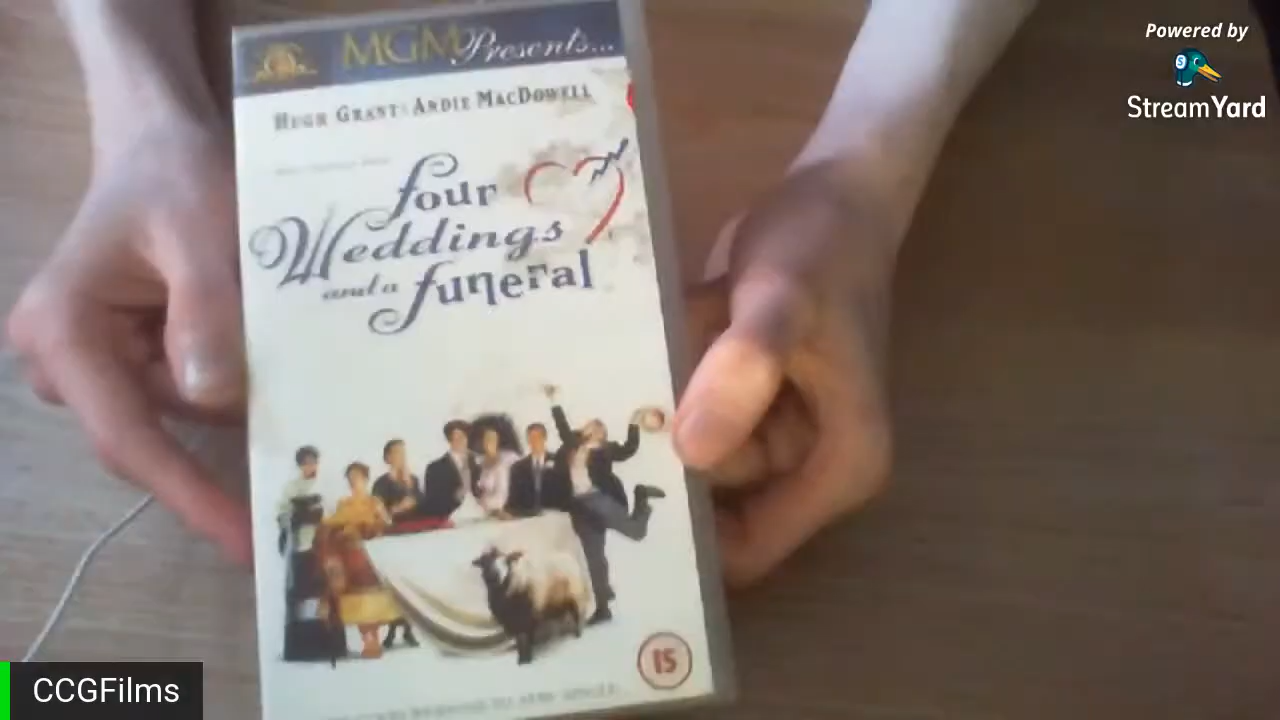 Powered by
StreamYard
MGM Presents...
HUGH GRANT ANDIE MACDOWELL
four
Weddings
and a
funeral
15
CCGFilms